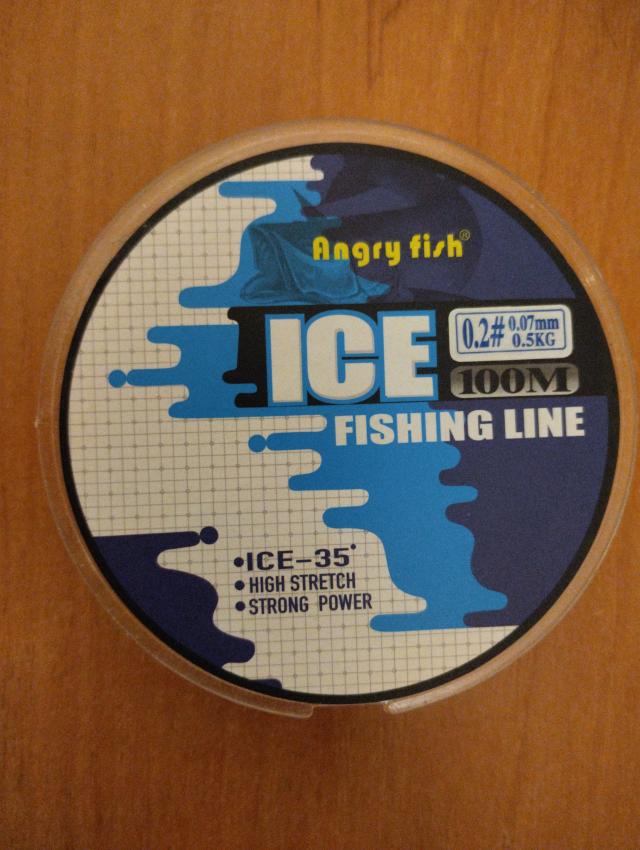 Angry fish®
ICE
0.2# 0.07mm
0.5KG
100M
FISHING LINE
•ICE-35°
•HIGH STRETCH
•STRONG POWER